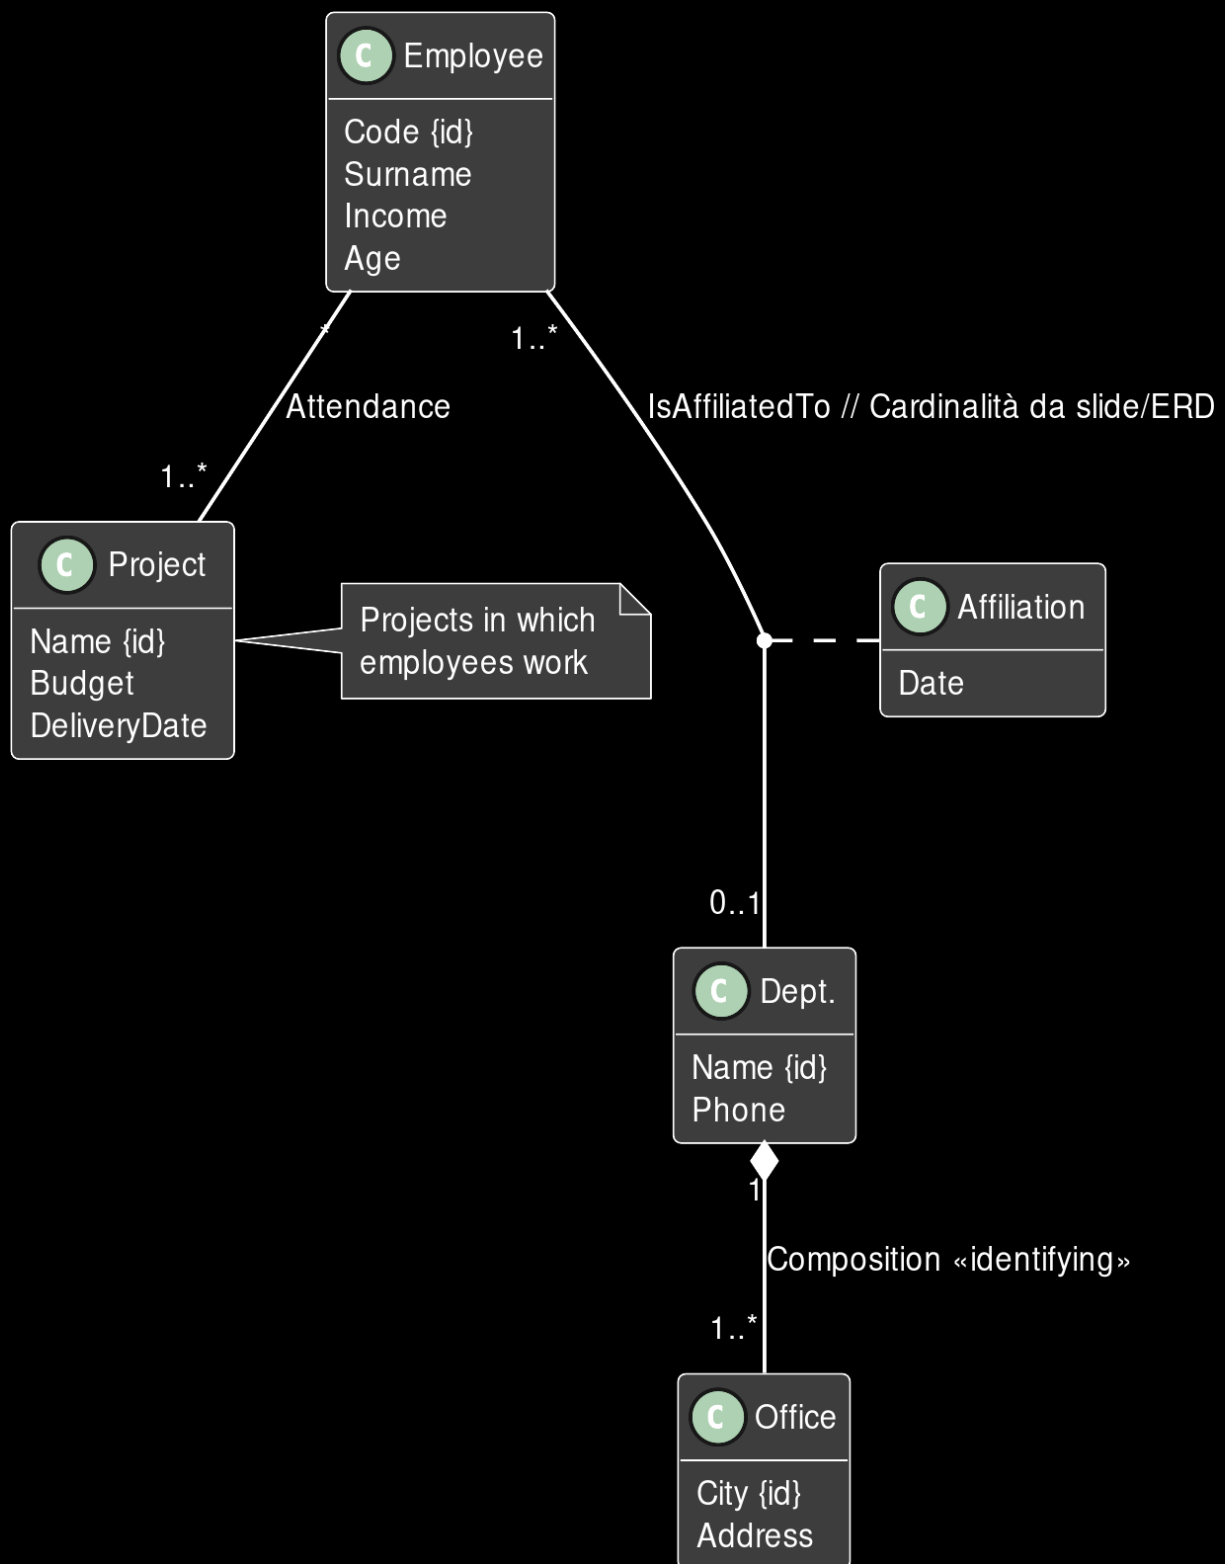 C Employee
Code {id}
Surname
Income
Age
*
1..*
Attendance
IsAffiliatedTo // Cardinalità da slide/ERD
1..*
C Project
Name {id}
Budget
DeliveryDate
Projects in which
employees work
C Affiliation
Date
0..1
C Dept.
Name {id}
Phone
1
Composition «identifying»
1..*
C Office
City {id}
Address